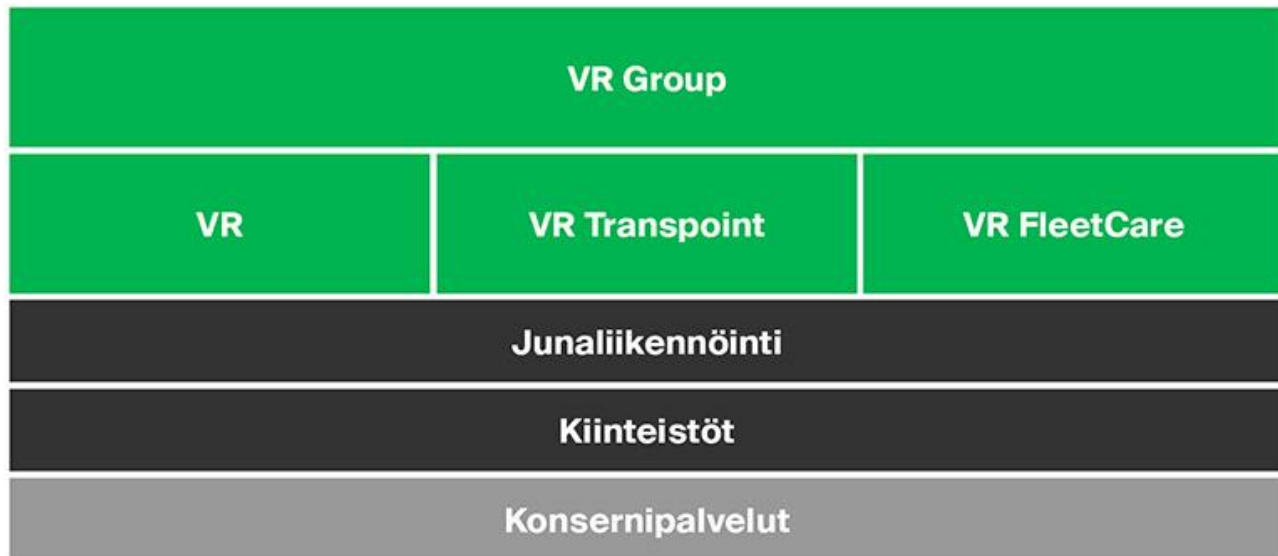 VR Group
VR
VR Transpoint
VR FleetCare
Junaliikennöinti
Kiinteistöt
Konsernipalvelut